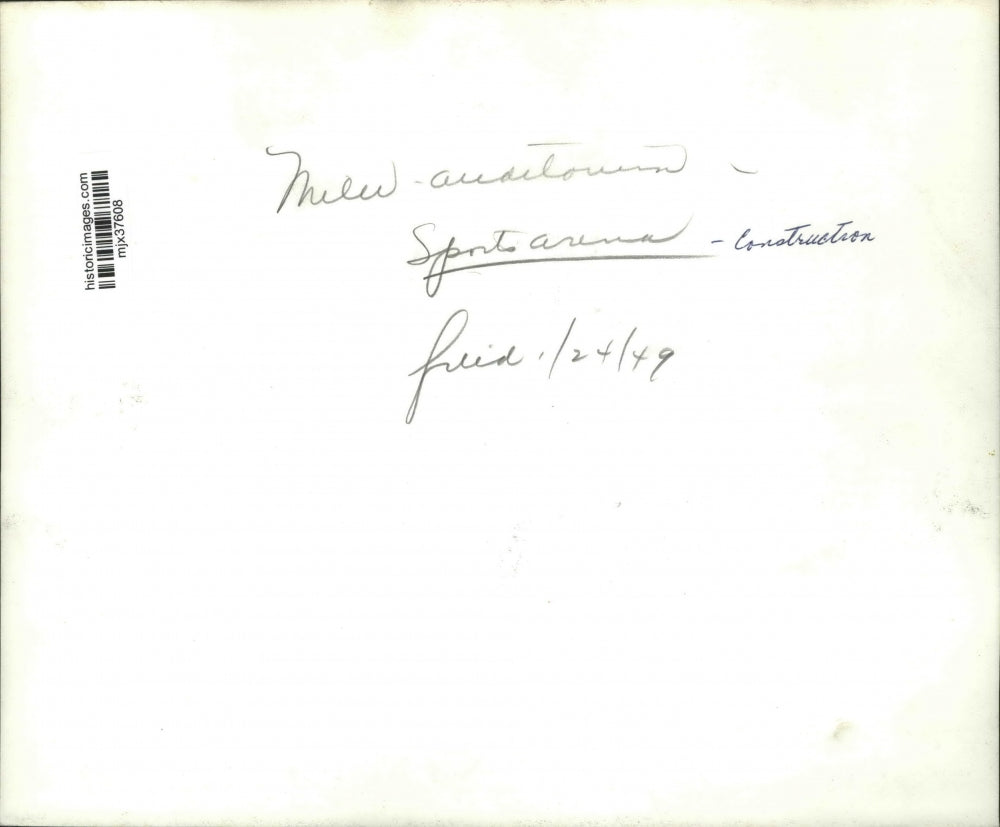 Milw - auditorium -
Sports arena - Construction
filed 1/24/49
historicimages.com
mjx37608